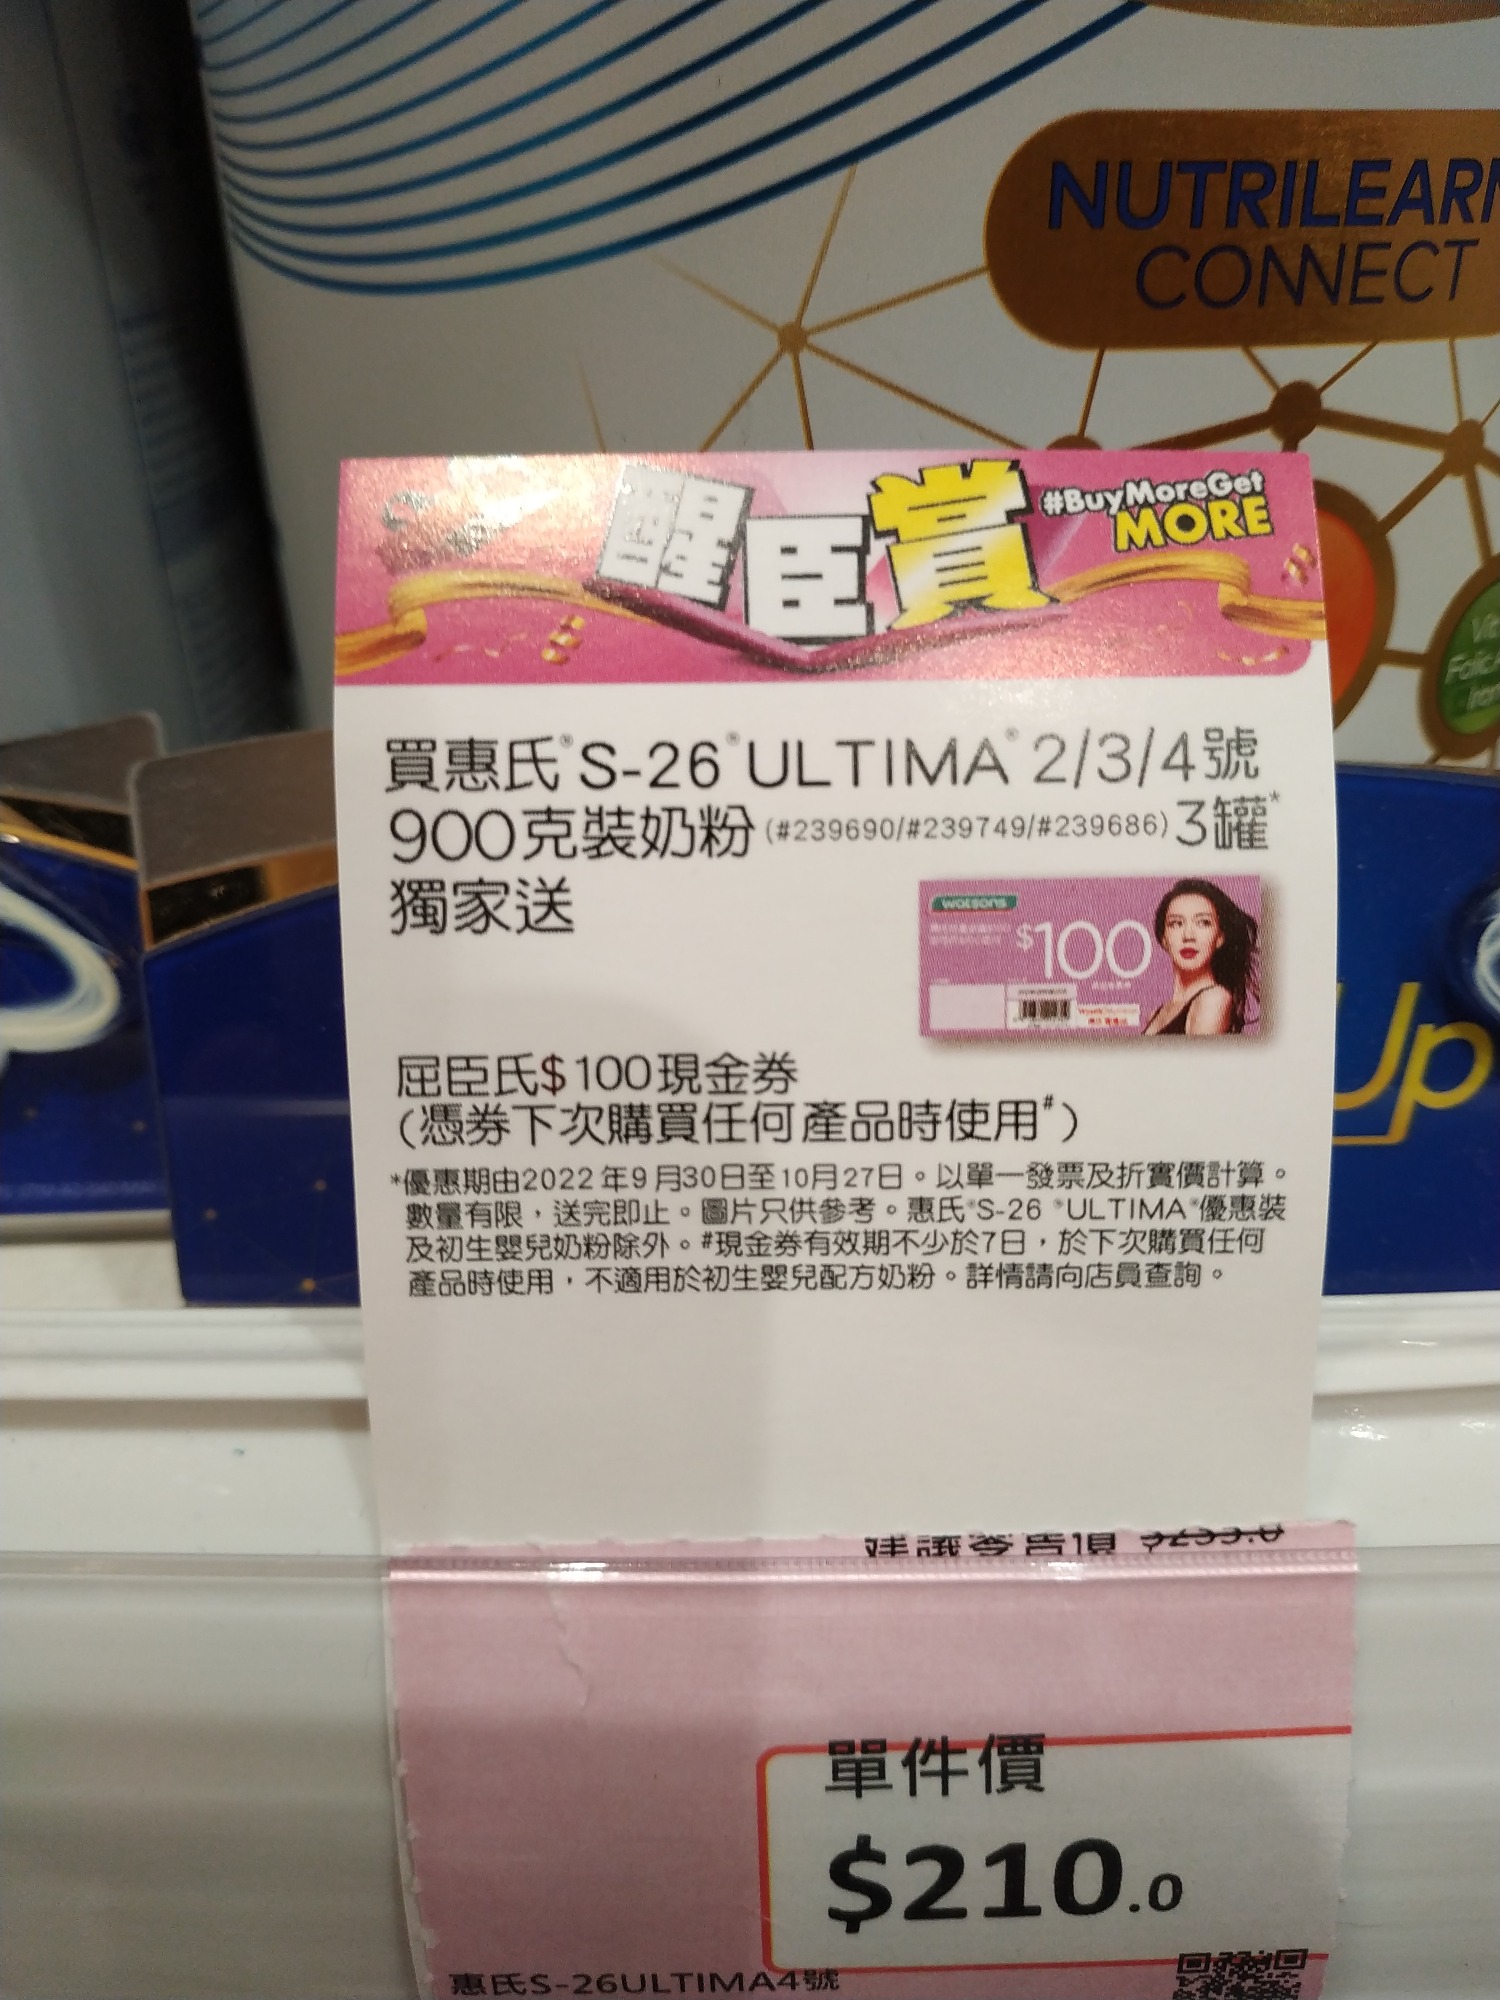 NUTRILEARN
CONNECT
醒臣賞
#BuyMoreGet
MORE
買惠氏®S-26®ULTIMA®2/3/4號
900克裝奶粉(#239690/#239749/#239686)3罐*
獨家送
watsons
$100
屈臣氏$100現金券
(憑券下次購買任何產品時使用#)
*優惠期由2022年9月30日至10月27日。以單一發票及折實價計算。
數量有限,送完即止。圖片只供參考。惠氏®S-26®ULTIMA®優惠裝
及初生嬰兒奶粉除外。#現金券有效期不少於7日,於下次購買任何
產品時使用,不適用於初生嬰兒配方奶粉。詳情請向店員查詢。
Up
建議零售價
單件價
$210.0
惠氏S-26ULTIMA4號